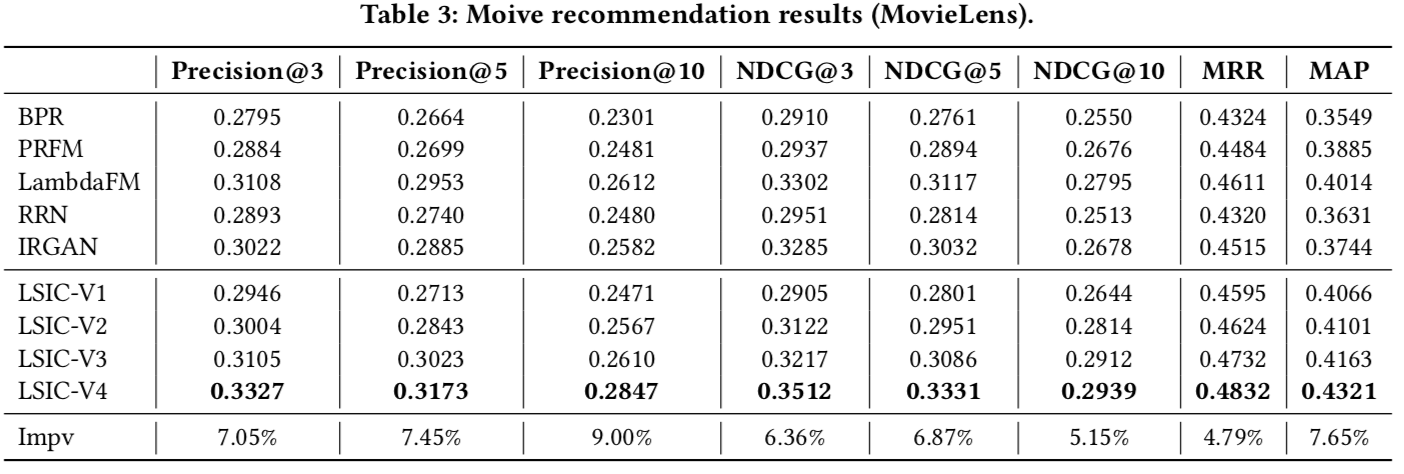 Table 3: Moive recommendation results (MovieLens).
Precision@3 Precision@5 Precision@10 NDCG@3 NDCG@5 NDCG@10 MRR MAP
BPR 0.2795 0.2664 0.2301 0.2910 0.2761 0.2550 0.4324 0.3549
PRFM 0.2884 0.2699 0.2481 0.2937 0.2894 0.2676 0.4484 0.3885
LambdaFM 0.3108 0.2953 0.2612 0.3302 0.3117 0.2795 0.4611 0.4014
RRN 0.2893 0.2740 0.2480 0.2951 0.2814 0.2513 0.4320 0.3631
IRGAN 0.3022 0.2885 0.2582 0.3285 0.3032 0.2678 0.4515 0.3744
LSIC-V1 0.2946 0.2713 0.2471 0.2905 0.2801 0.2644 0.4595 0.4066
LSIC-V2 0.3004 0.2843 0.2567 0.3122 0.2951 0.2814 0.4624 0.4101
LSIC-V3 0.3105 0.3023 0.2610 0.3217 0.3086 0.2912 0.4732 0.4163
LSIC-V4 0.3327 0.3173 0.2847 0.3512 0.3331 0.2939 0.4832 0.4321
Impv 7.05% 7.45% 9.00% 6.36% 6.87% 5.15% 4.79% 7.65%